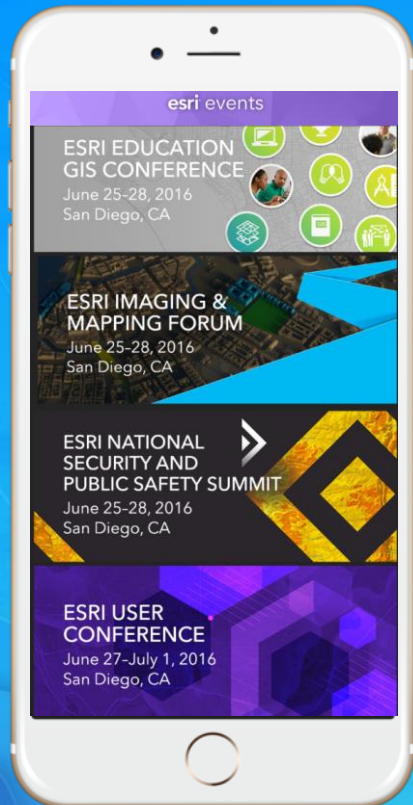 esri events
ESRI EDUCATION
GIS CONFERENCE
June 25-28, 2016
San Diego, CA
ESRI IMAGING &
MAPPING FORUM
June 25-28, 2016
San Diego, CA
ESRI NATIONAL
SECURITY AND
PUBLIC SAFETY SUMMIT
June 25-28, 2016
San Diego, CA
ESRI USER
CONFERENCE
June 27-July 1, 2016
San Diego, CA